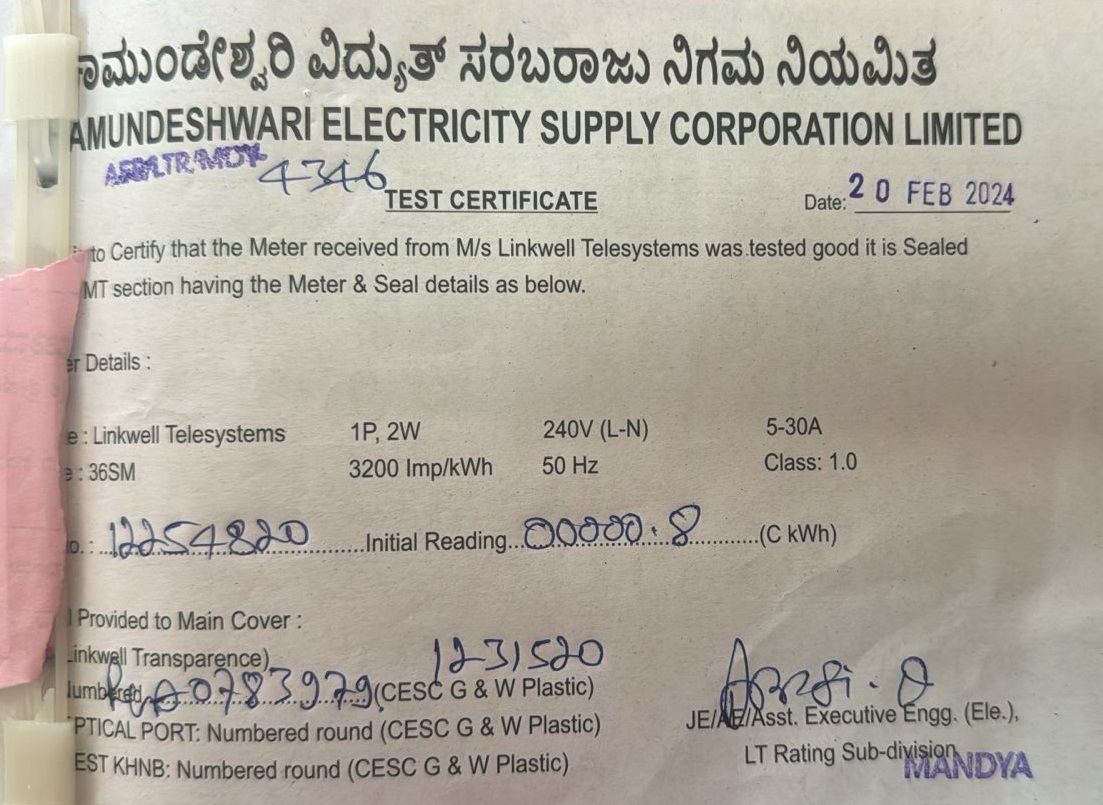 ಾಮುಂಡೇಶ್ವರಿ ವಿದ್ಯುತ್ ಸರಬರಾಜು ನಿಗಮ ನಿಯಮಿತ
AMUNDESHWARI ELECTRICITY SUPPLY CORPORATION LIMITED
4346
TEST CERTIFICATE Date: 20 FEB 2024
to Certify that the Meter received from M/s Linkwell Telesystems was tested good it is Sealed
MT section having the Meter & Seal details as below.
er Details :
e : Linkwell Telesystems 1P, 2W 240V (L-N) 5-30A
e : 36SM 3200 Imp/kWh 50 Hz Class: 1.0
o. : 12254820 Initial Reading 00000.8 (C kWh)
l Provided to Main Cover :
Linkwell Transparence) 1231520
Numbered 0783979 (CESC G & W Plastic)
PTICAL PORT: Numbered round (CESC G & W Plastic)
EST KHNB: Numbered round (CESC G & W Plastic)
JE/AE/Asst. Executive Engg. (Ele.),
LT Rating Sub-division
MANDYA